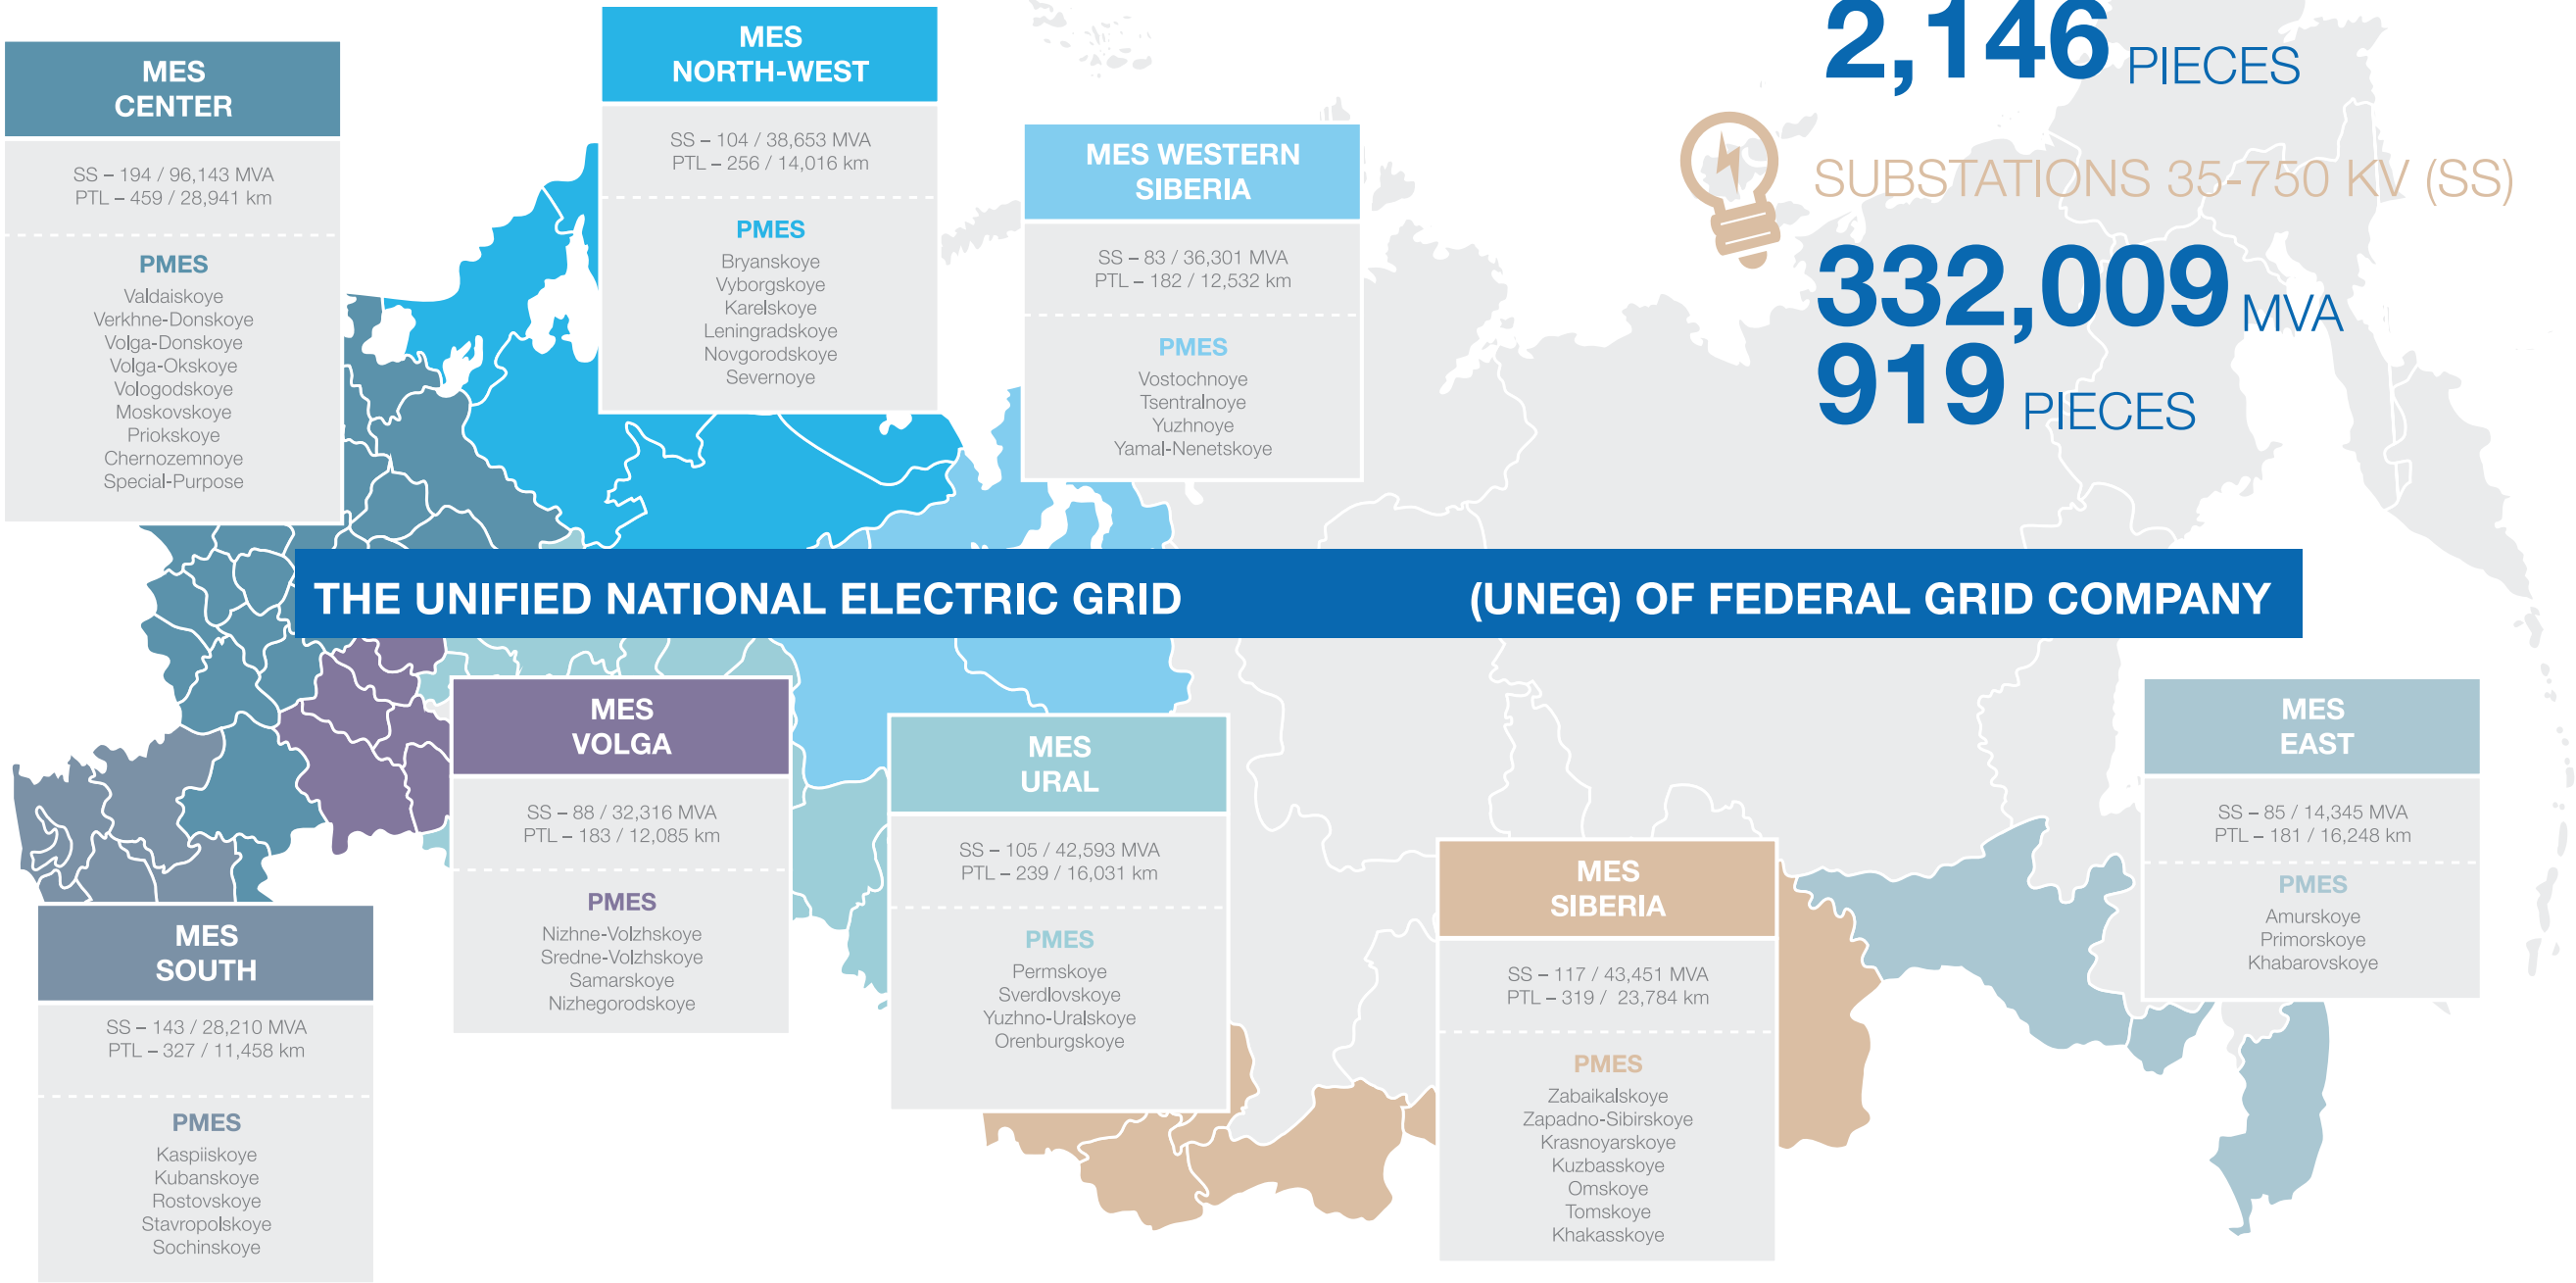 MES
CENTER
SS – 194 / 96,143 MVA
PTL – 459 / 28,941 km
PMES
Valdaiskoye
Verkhne-Donskoye
Volga-Donskoye
Volga-Okskoye
Vologodskoye
Moskovskoye
Priokskoye
Chernozemnoye
Special-Purpose
MES
NORTH-WEST
SS – 104 / 38,653 MVA
PTL – 256 / 14,016 km
PMES
Bryanskoye
Vyborgskoye
Karelskoye
Leningradskoye
Novgorodskoye
Severnoye
MES WESTERN
SIBERIA
SS – 83 / 36,301 MVA
PTL – 182 / 12,532 km
PMES
Vostochnoye
Tsentralnoye
Yuzhnoye
Yamal-Nenetskoye
2,146 PIECES
SUBSTATIONS 35-750 KV (SS)
332,009 MVA
919 PIECES
THE UNIFIED NATIONAL ELECTRIC GRID (UNEG) OF FEDERAL GRID COMPANY
MES
SOUTH
SS – 143 / 28,210 MVA
PTL – 327 / 11,458 km
PMES
Kaspiiskoye
Kubanskoye
Rostovskoye
Stavropolskoye
Sochinskoye
MES
VOLGA
SS – 88 / 32,316 MVA
PTL – 183 / 12,085 km
PMES
Nizhne-Volzhskoye
Sredne-Volzhskoye
Samarskoye
Nizhegorodskoye
MES
URAL
SS – 105 / 42,593 MVA
PTL – 239 / 16,031 km
PMES
Permskoye
Sverdlovskoye
Yuzhno-Uralskoye
Orenburgskoye
MES
SIBERIA
SS – 117 / 43,451 MVA
PTL – 319 / 23,784 km
PMES
Zabaikalskoye
Zapadno-Sibirskoye
Krasnoyarskoye
Kuzbasskoye
Omskoye
Tomskoye
Khakasskoye
MES
EAST
SS – 85 / 14,345 MVA
PTL – 181 / 16,248 km
PMES
Amurskoye
Primorskoye
Khabarovskoye